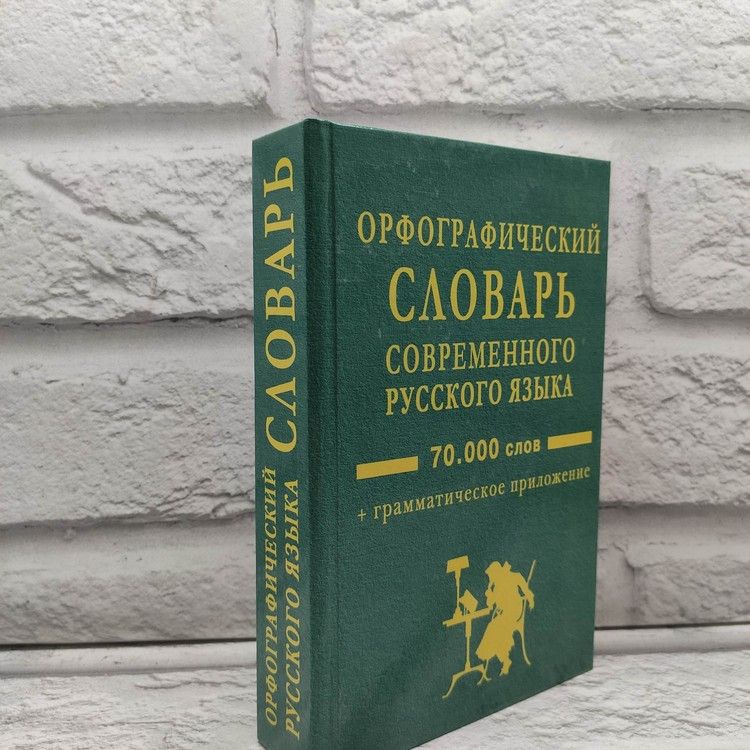 ОРФОГРАФИЧЕСКИЙ
СЛОВАРЬ
РУССКОГО ЯЗЫКА
ОРФОГРАФИЧЕСКИЙ
СЛОВАРЬ
СОВРЕМЕННОГО
РУССКОГО ЯЗЫКА
70.000 слов
+ грамматическое приложение